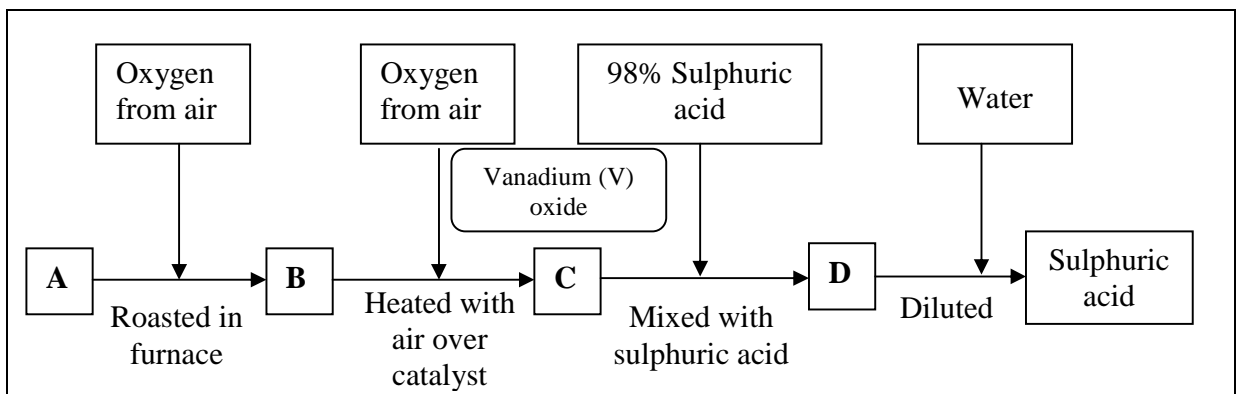 Oxygen
from air
Oxygen
from air
98% Sulphuric
acid
Water
Vanadium (V)
oxide
A
B
C
D
Sulphuric
acid
Roasted in
furnace
Heated with
air over
catalyst
Mixed with
sulphuric acid
Diluted